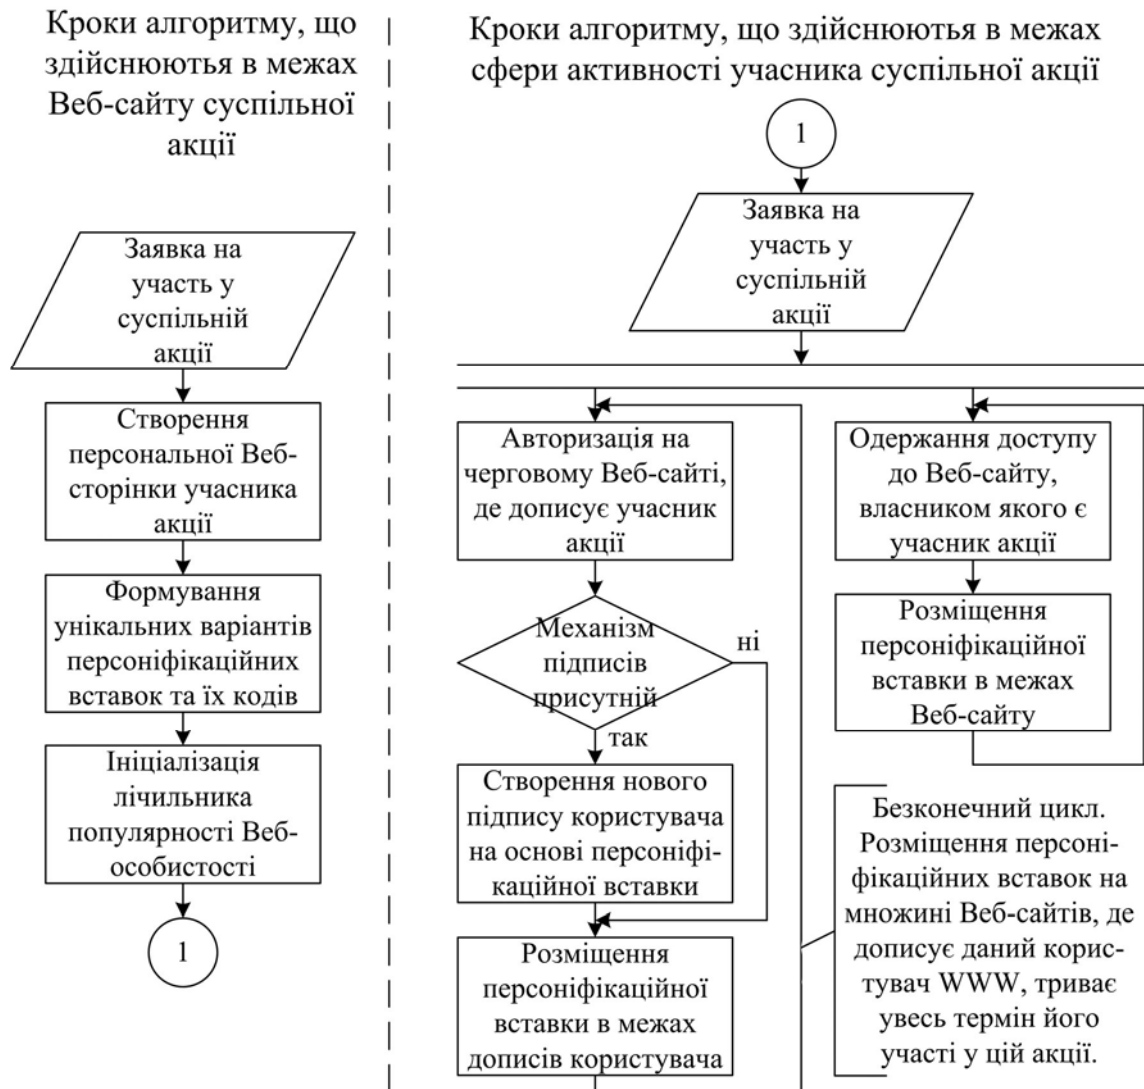 Кроки алгоритму, що
здійснюютья в межах
Веб-сайту суспільної
акції
Заявка на
участь у
суспільній
акції
Створення
персональної Веб-
сторінки учасника
акції
Формування
унікальних варіантів
персоніфікаційних
вставок та їх кодів
Ініціалізація
лічильника
популярності Веб-
особистості
1
Кроки алгоритму, що здійснюютья в межах
сфери активності учасника суспільної акції
1
Заявка на
участь у
суспільній
акції
Авторизація на
черговому Веб-сайті,
де дописує учасник
акції
Механізм
підписів
присутній
ні
так
Створення нового
підпису користувача
на основі персоніфі-
каційної вставки
Розміщення
персоніфікаційної
вставки в межах
дописів користувача
Одержання доступу
до Веб-сайту,
власником якого є
учасник акції
Розміщення
персоніфікаційної
вставки в межах
Веб-сайту
Безконечний цикл.
Розміщення персоні-
фікаційних вставок на
множині Веб-сайтів, де
дописує даний корис-
тувач WWW, триває
увесь термін його
участі у цій акції.